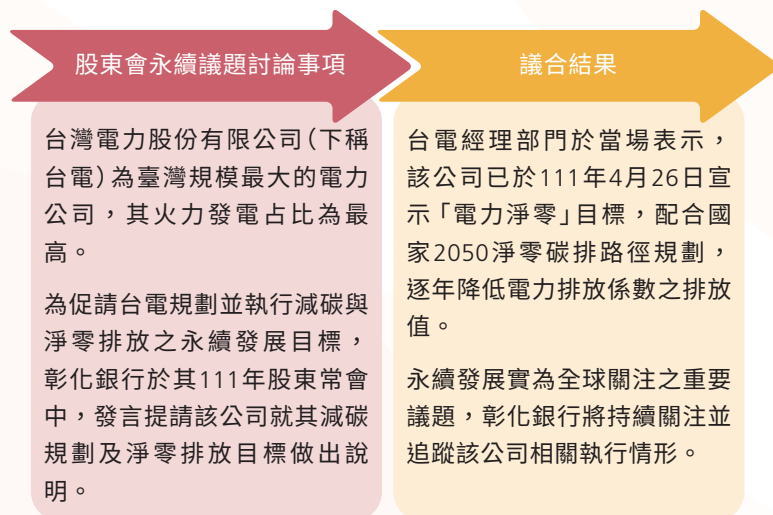 股東會永續議題討論事項
台灣電力股份有限公司(下稱
台電)為臺灣規模最大的電力
公司，其火力發電占比為最
高。
為促請台電規劃並執行減碳與
淨零排放之永續發展目標，
彰化銀行於其111年股東常會
中，發言提請該公司就其減碳
規劃及淨零排放目標做出說
明。
議合結果
台電經理部門於當場表示，
該公司已於111年4月26日宣
示「電力淨零」目標，配合國
家2050淨零碳排路徑規劃，
逐年降低電力排放係數之排放
值。
永續發展實為全球關注之重要
議題，彰化銀行將持續關注並
追蹤該公司相關執行情形。